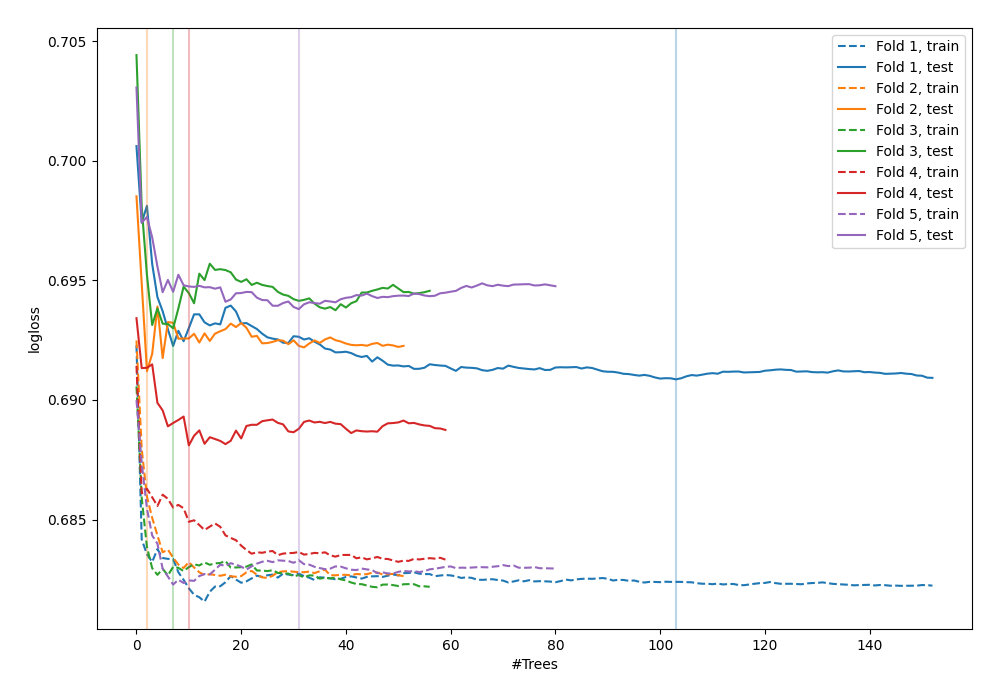 0.705
0.700
0.695
0.690
0.685
logloss
0
20
40
60
80
100
120
140
#Trees
Fold 1, train
Fold 1, test
Fold 2, train
Fold 2, test
Fold 3, train
Fold 3, test
Fold 4, train
Fold 4, test
Fold 5, train
Fold 5, test